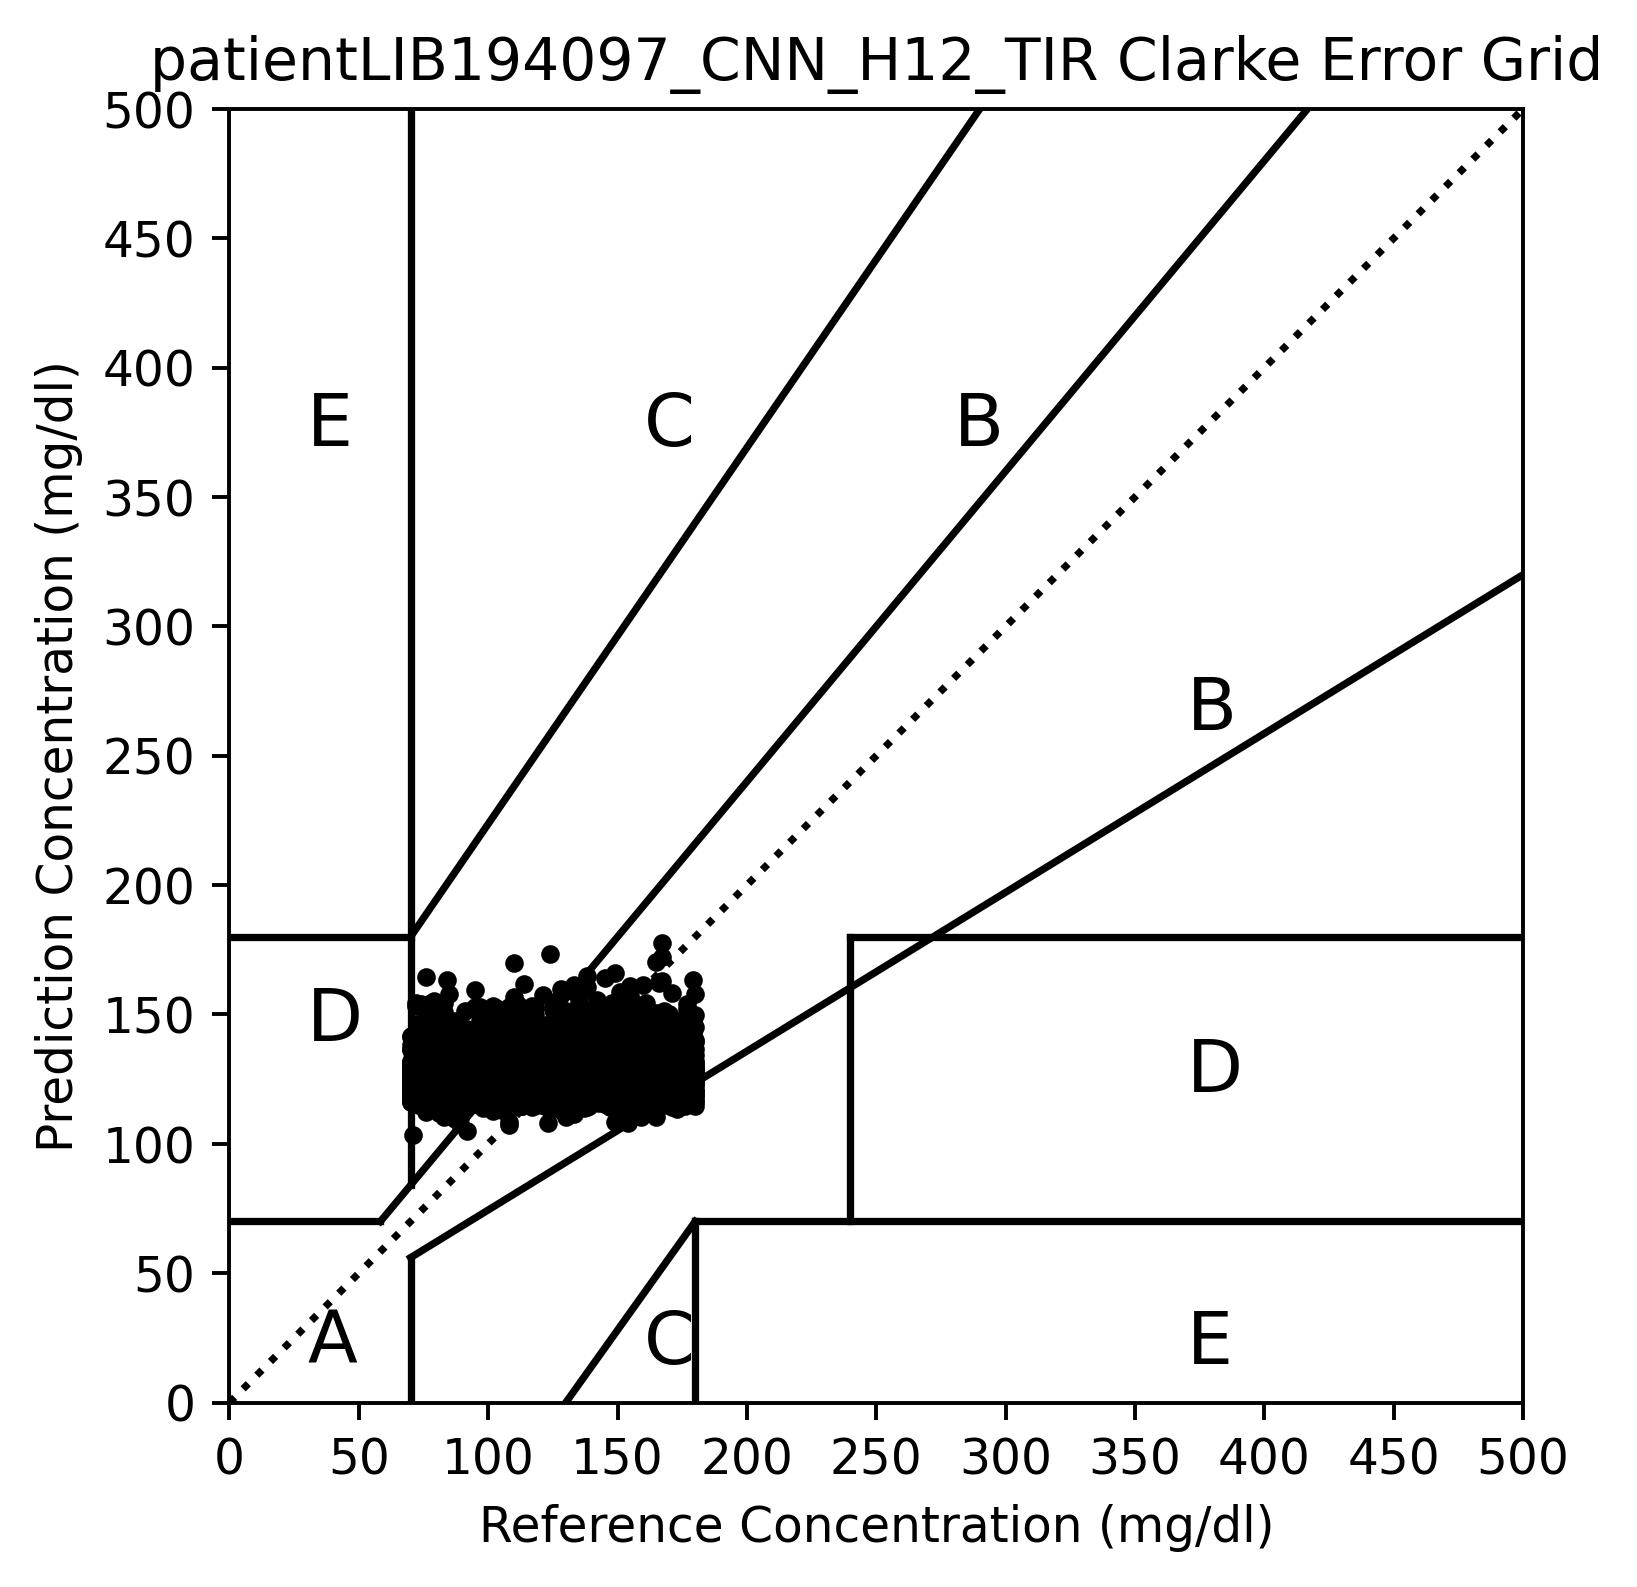 patientLIB194097_CNN_H12_TIR Clarke Error Grid
500
450
400
350
300
250
200
150
100
50
0
Prediction Concentration (mg/dl)
E
C
B
B
D
D
A
C
E
0 50 100 150 200 250 300 350 400 450 500
Reference Concentration (mg/dl)